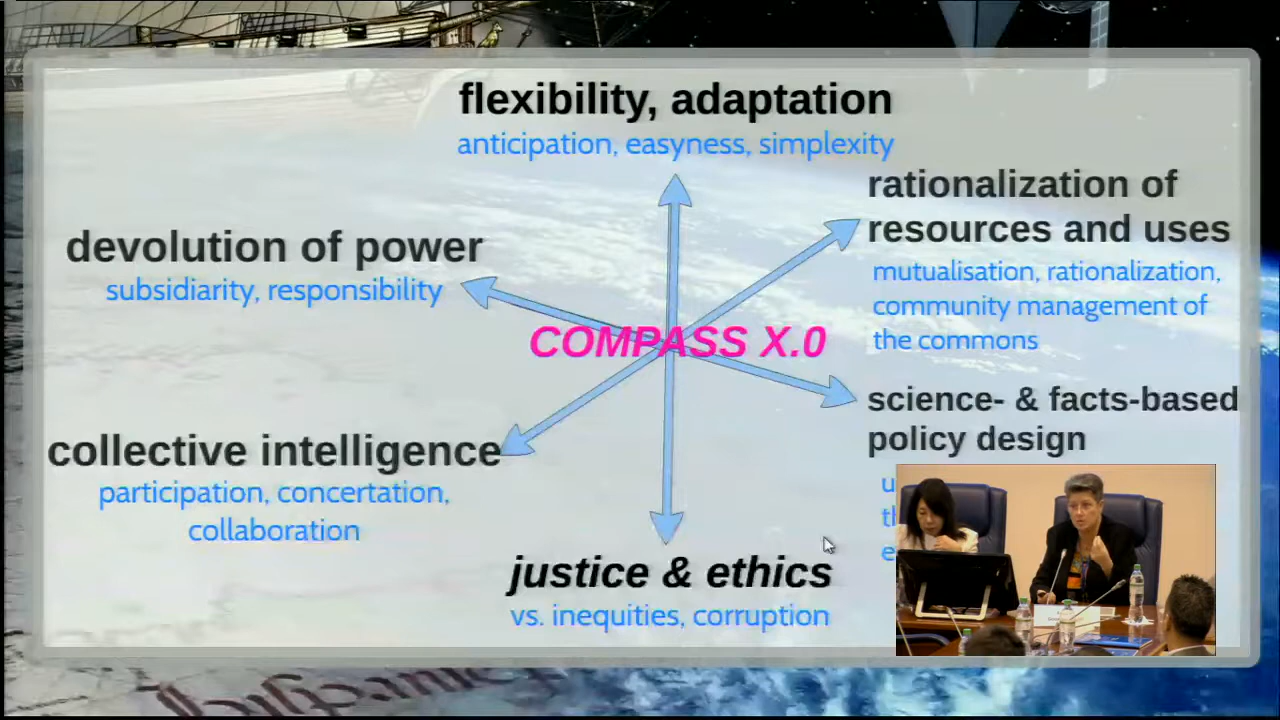 flexibility, adaptation
anticipation, easyness, simplexity
rationalization of
resources and uses
mutualisation, rationalization,
community management of
the commons
devolution of power
subsidiarity, responsibility
COMPASS X.0
science- & facts-based
policy design
collective intelligence
participation, concertation,
collaboration
justice & ethics
vs. inequities, corruption